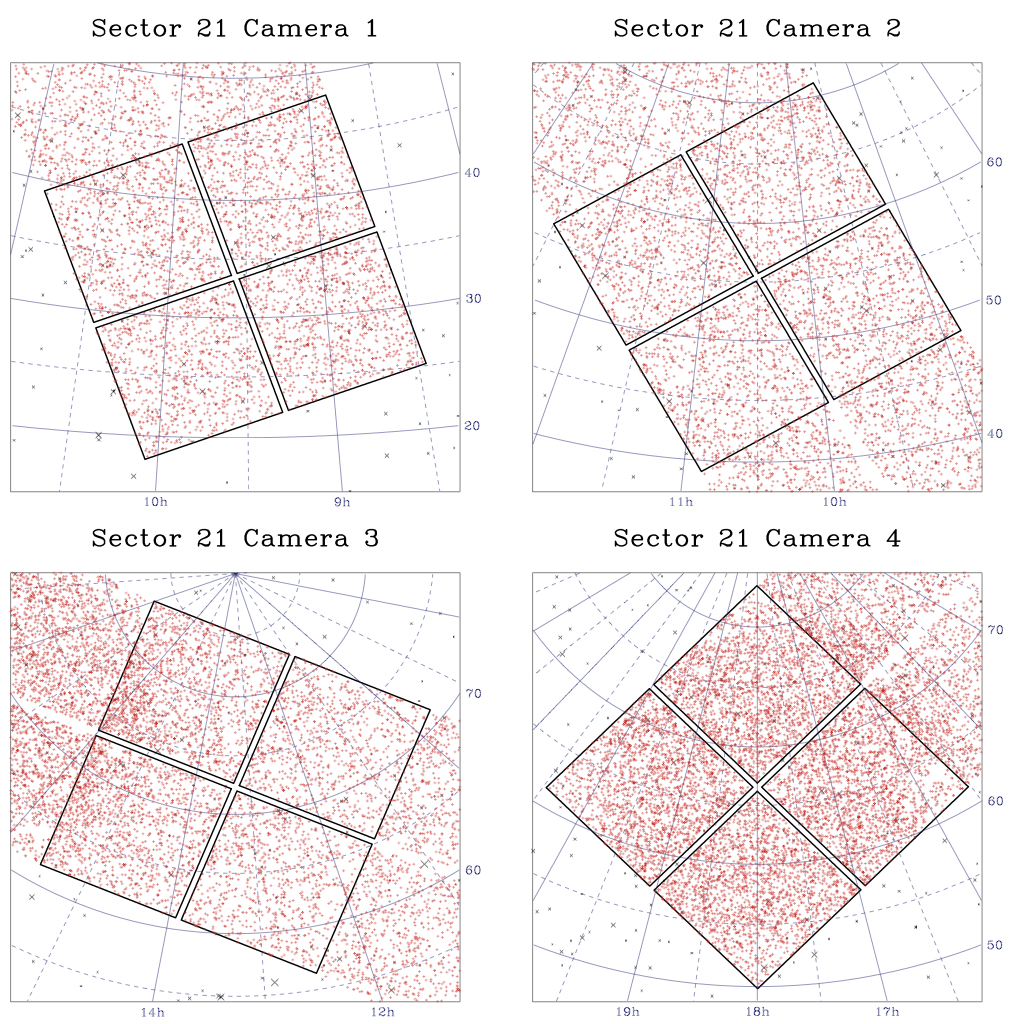 Sector 21 Camera 1
40
30
20
10h
9h
Sector 21 Camera 2
60
50
40
11h
10h
Sector 21 Camera 3
70
60
14h
12h
Sector 21 Camera 4
70
60
50
19h
18h
17h